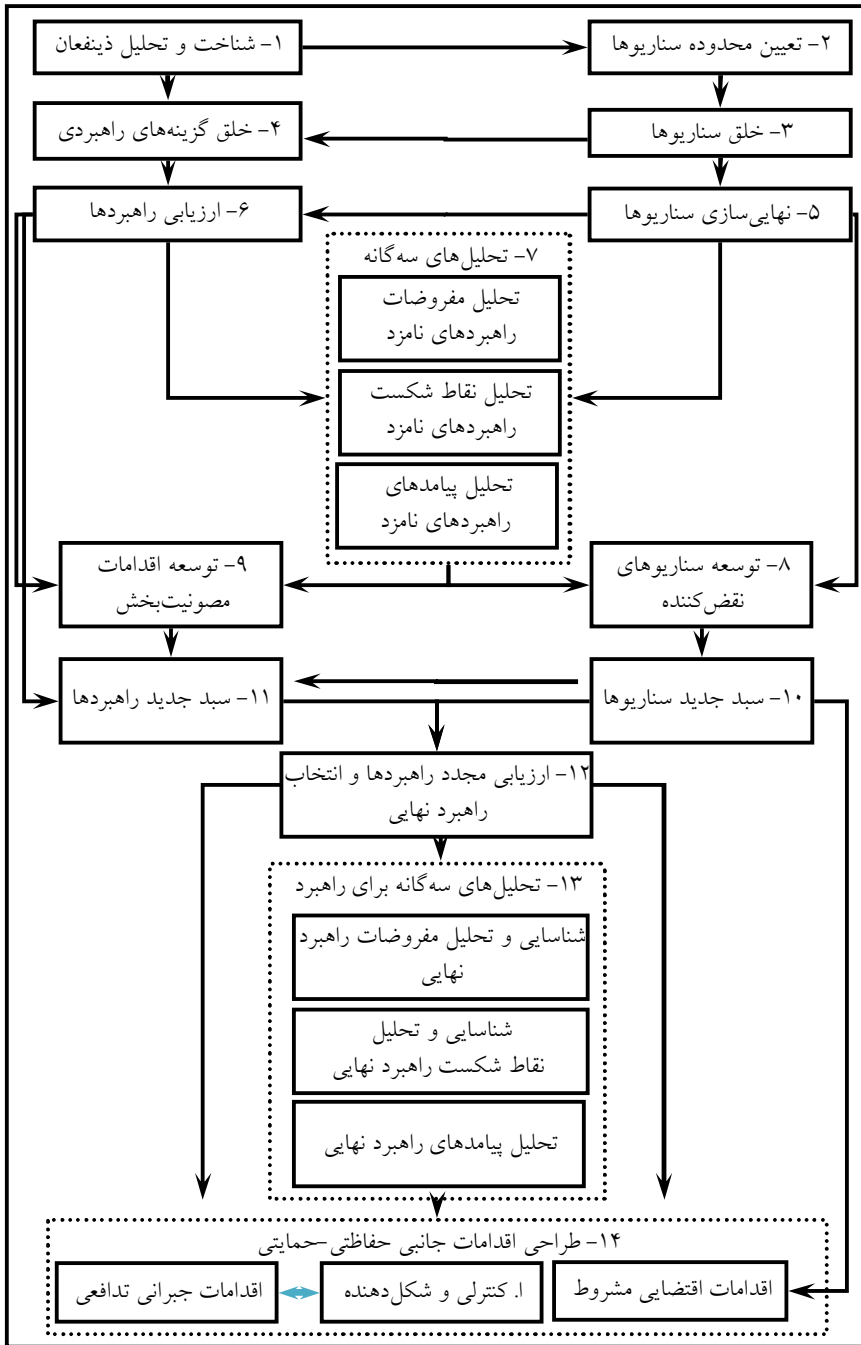 ۱- شناخت و تحلیل ذینفعان
۲- تعیین محدوده سناریوها
۳- خلق سناریوها
۴- خلق گزینه‌های راهبردی
۵- نهایی‌سازی سناریوها
۶- ارزیابی راهبردها
۷- تحلیل‌های سه‌گانه
تحلیل مفروضات
راهبردهای نامزد
تحلیل نقاط شکست
راهبردهای نامزد
تحلیل پیامدهای
راهبردهای نامزد
۸- توسعه سناریوهای
نقض‌کننده
۹- توسعه اقدامات
مصونیت‌بخش
۱۰- سبد جدید سناریوها
۱۱- سبد جدید راهبردها
۱۲- ارزیابی مجدد راهبردها و انتخاب
راهبرد نهایی
۱۳- تحلیل‌های سه‌گانه برای راهبرد
شناسایی و تحلیل مفروضات راهبرد
نهایی
شناسایی و تحلیل
نقاط شکست راهبرد نهایی
تحلیل پیامدهای راهبرد نهایی
۱۴- طراحی اقدامات جانبی حفاظتی-حمایتی
اقدامات اقتضایی مشروط
ا. کنترلی و شکل‌دهنده
اقدامات جبرانی تدافعی